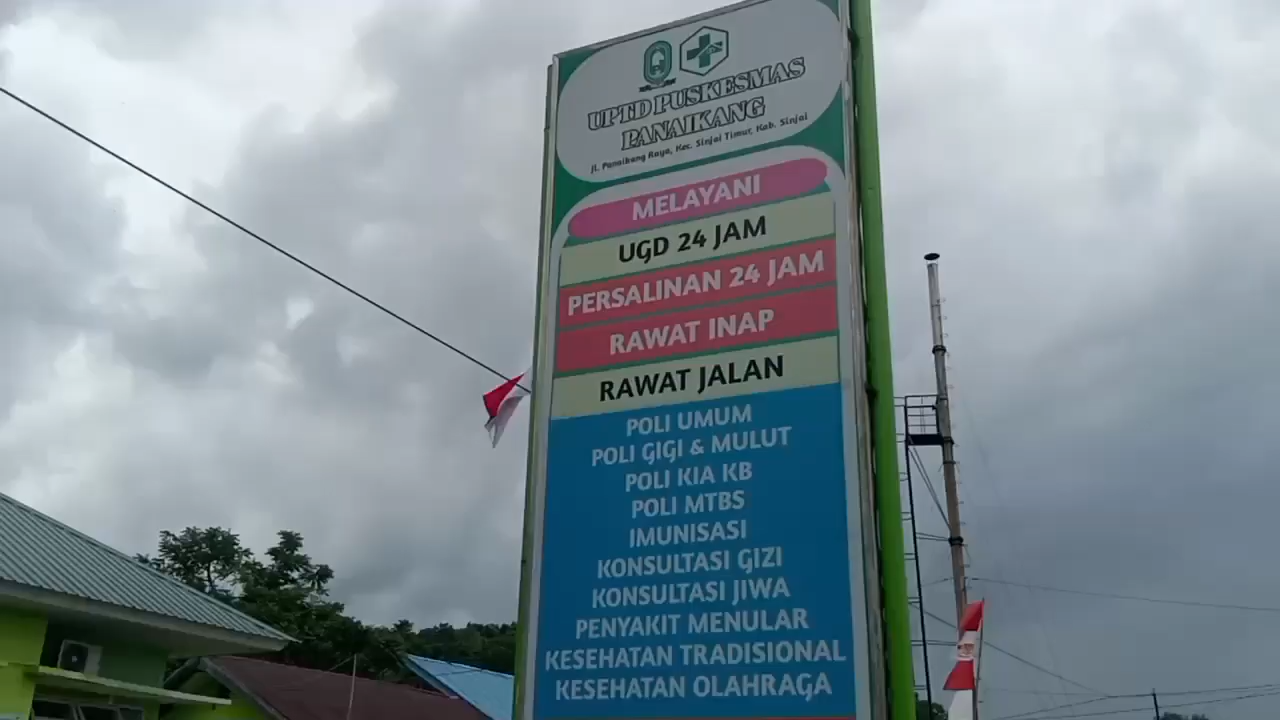 UPTD PUSKESMAS
PANAIKANG
Jl. Panaikang Raya, Kec. Sinjai Timur, Kab. Sinjai
MELAYANI
UGD 24 JAM
PERSALINAN 24 JAM
RAWAT INAP
RAWAT JALAN
POLI UMUM
POLI GIGI & MULUT
POLI KIA KB
POLI MTBS
IMUNISASI
KONSULTASI GIZI
KONSULTASI JIWA
PENYAKIT MENULAR
KESEHATAN TRADISIONAL
KESEHATAN OLAHRAGA